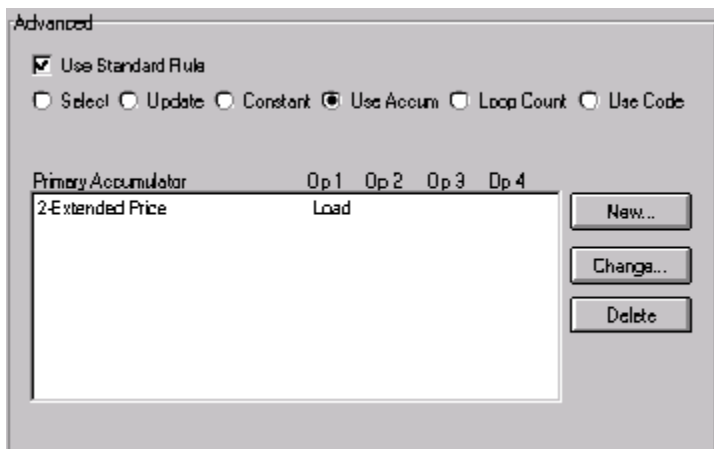 Advanced
Use Standard Rule
Select Update Constant Use Accum Loop Count Use Code
Primary Accumulator Op 1 Op 2 Op 3 Op 4
2-Extended Price Load
New...
Change...
Delete